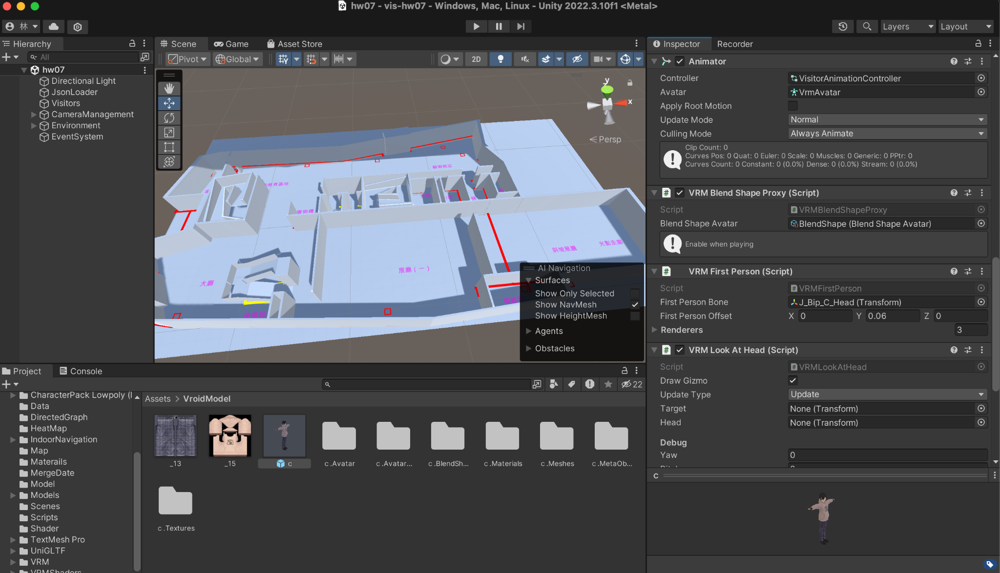 hw07 - vis-hw07 - Windows, Mac, Linux - Unity 2022.3.10f1 <Metal>
林
Layers
Layout
Hierarchy
All
hw07
Directional Light
JsonLoader
Visitors
CameraManagement
Environment
EventSystem
Scene
Game
Asset Store
Pivot
Global
2D
y
x
Persp
藝術商店
置物櫃
大廳
展廳(一)
斜坡展廳
光影走廊
AI Navigation
Surfaces
Show Only Selected
Show NavMesh
Show HeightMesh
Agents
Obstacles
Inspector
Recorder
Animator
Controller
VisitorAnimationController
Avatar
VrmAvatar
Apply Root Motion
Update Mode
Normal
Culling Mode
Always Animate
Clip Count: 0
Curves Pos: 0 Quat: 0 Euler: 0 Scale: 0 Muscles: 0 Generic: 0 PPtr: 0
Curves Count: 0 Constant: 0 (0.0%) Dense: 0 (0.0%) Stream: 0 (0.0%)
VRM Blend Shape Proxy (Script)
Script
VRMBlendShapeProxy
Blend Shape Avatar
BlendShape (Blend Shape Avatar)
Enable when playing
VRM First Person (Script)
Script
VRMFirstPerson
First Person Bone
J_Bip_C_Head (Transform)
First Person Offset
X 0 Y 0.06 Z 0
Renderers
3
VRM Look At Head (Script)
Script
VRMLookAtHead
Draw Gizmo
Update Type
Update
Target
None (Transform)
Head
None (Transform)
Debug
Yaw
0
c
Project
Console
22
CharacterPack Lowpoly (
Data
DirectedGraph
HeatMap
IndoorNavigation
Map
Materails
MergeDate
Model
Models
Scenes
Scripts
Shader
TextMesh Pro
UniGLTF
VRM
VRMShaders
Assets > VroidModel
_13
_15
c
c .Avatar
c .Avatar...
c .BlendSh...
c .Materials
c .Meshes
c .MetaOb...
c .Textures